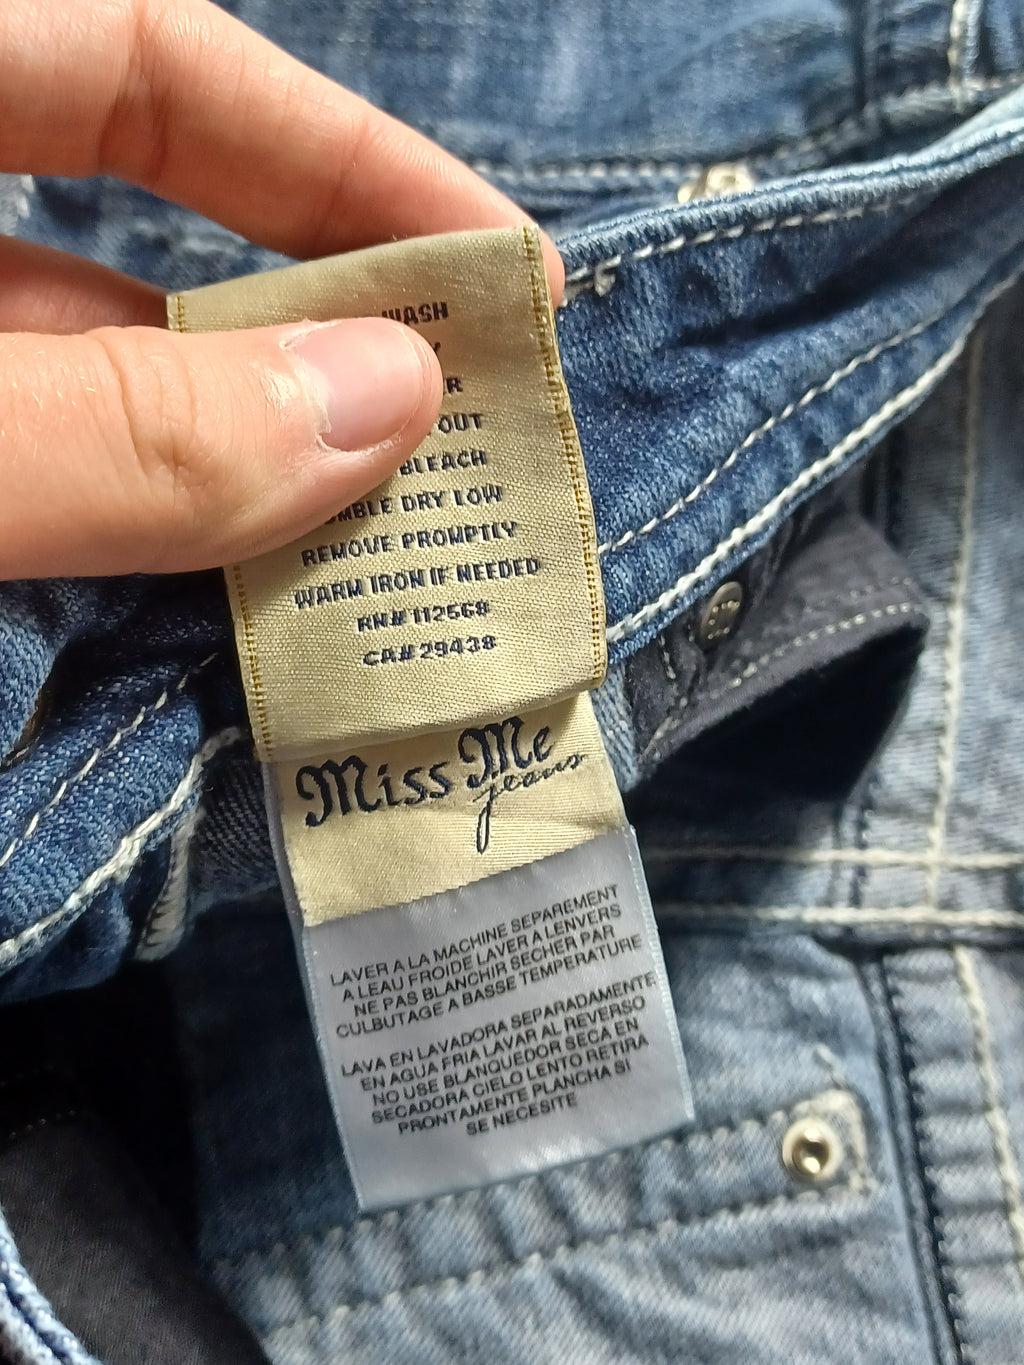 WASH
OUT
BLEACH
DRY LOW
REMOVE PROMPTLY
WARM IRON IF NEEDED
RN# 112568
CA# 29438
Miss Me
jeans
LAVER A LA MACHINE SEPAREMENT
A LEAU FROIDE LAVER A LENVERS
NE PAS BLANCHIR SECHER PAR
CULBUTAGE A BASSE TEMPERATURE
LAVA EN LAVADORA SEPARADAMENTE
EN AGUA FRIA LAVAR AL REVERSO
NO USE BLANQUEDOR SECA EN
SECADORA CIELO LENTO RETIRA
PRONTAMENTE PLANCHA SI
SE NECESITE